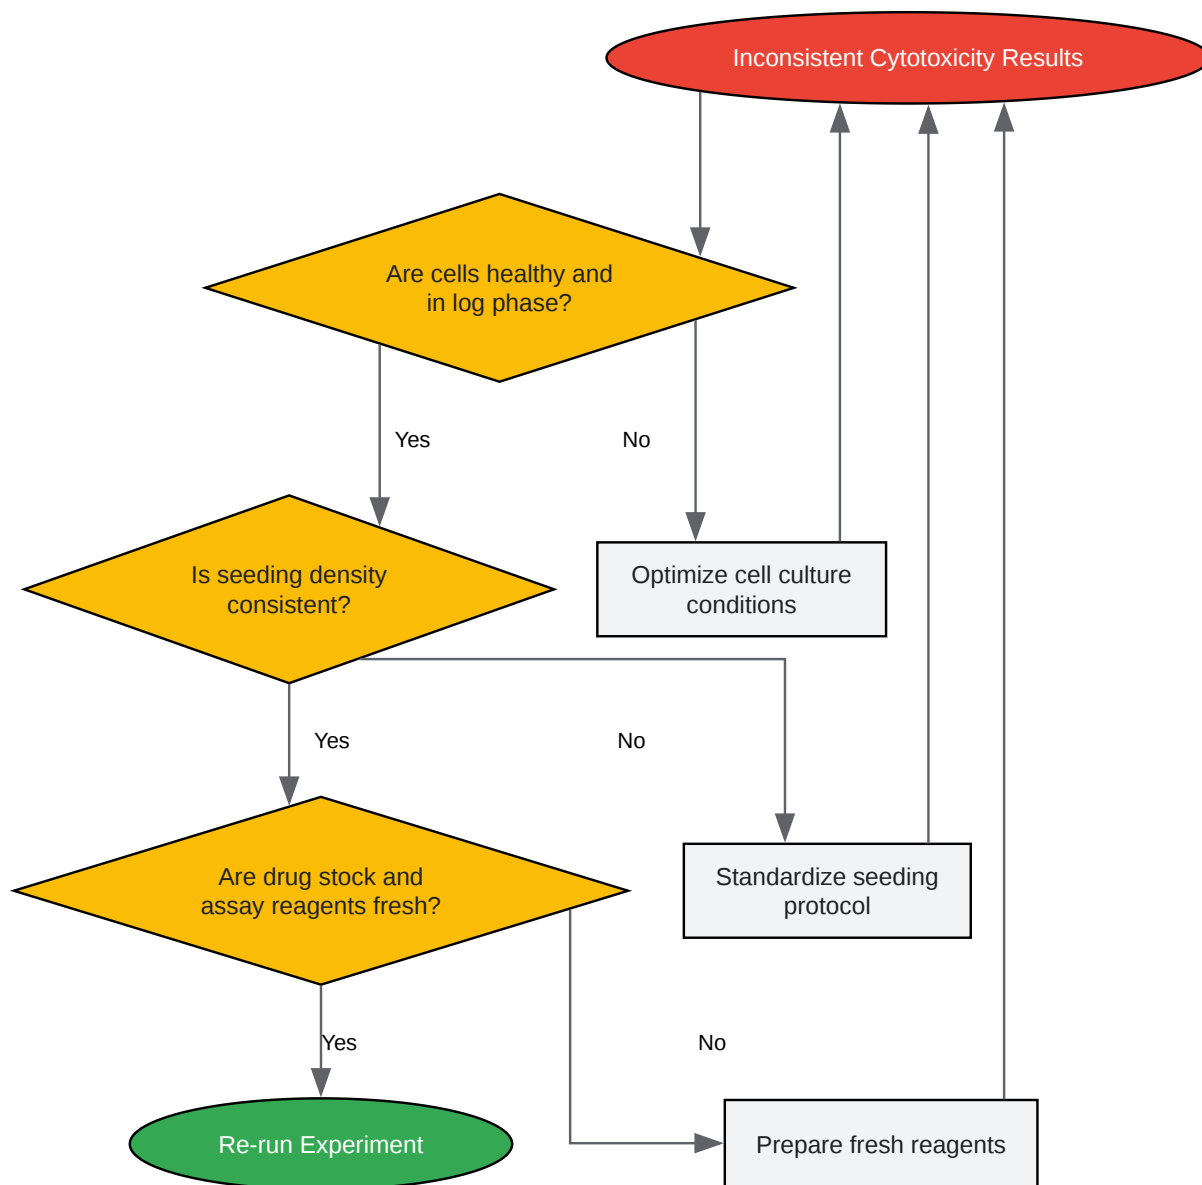 Inconsistent Cytotoxicity Results
Are cells healthy and
in log phase?
Yes
No
Is seeding density
consistent?
Optimize cell culture
conditions
Yes
No
Are drug stock and
assay reagents fresh?
Standardize seeding
protocol
Yes
No
Re-run Experiment
Prepare fresh reagents